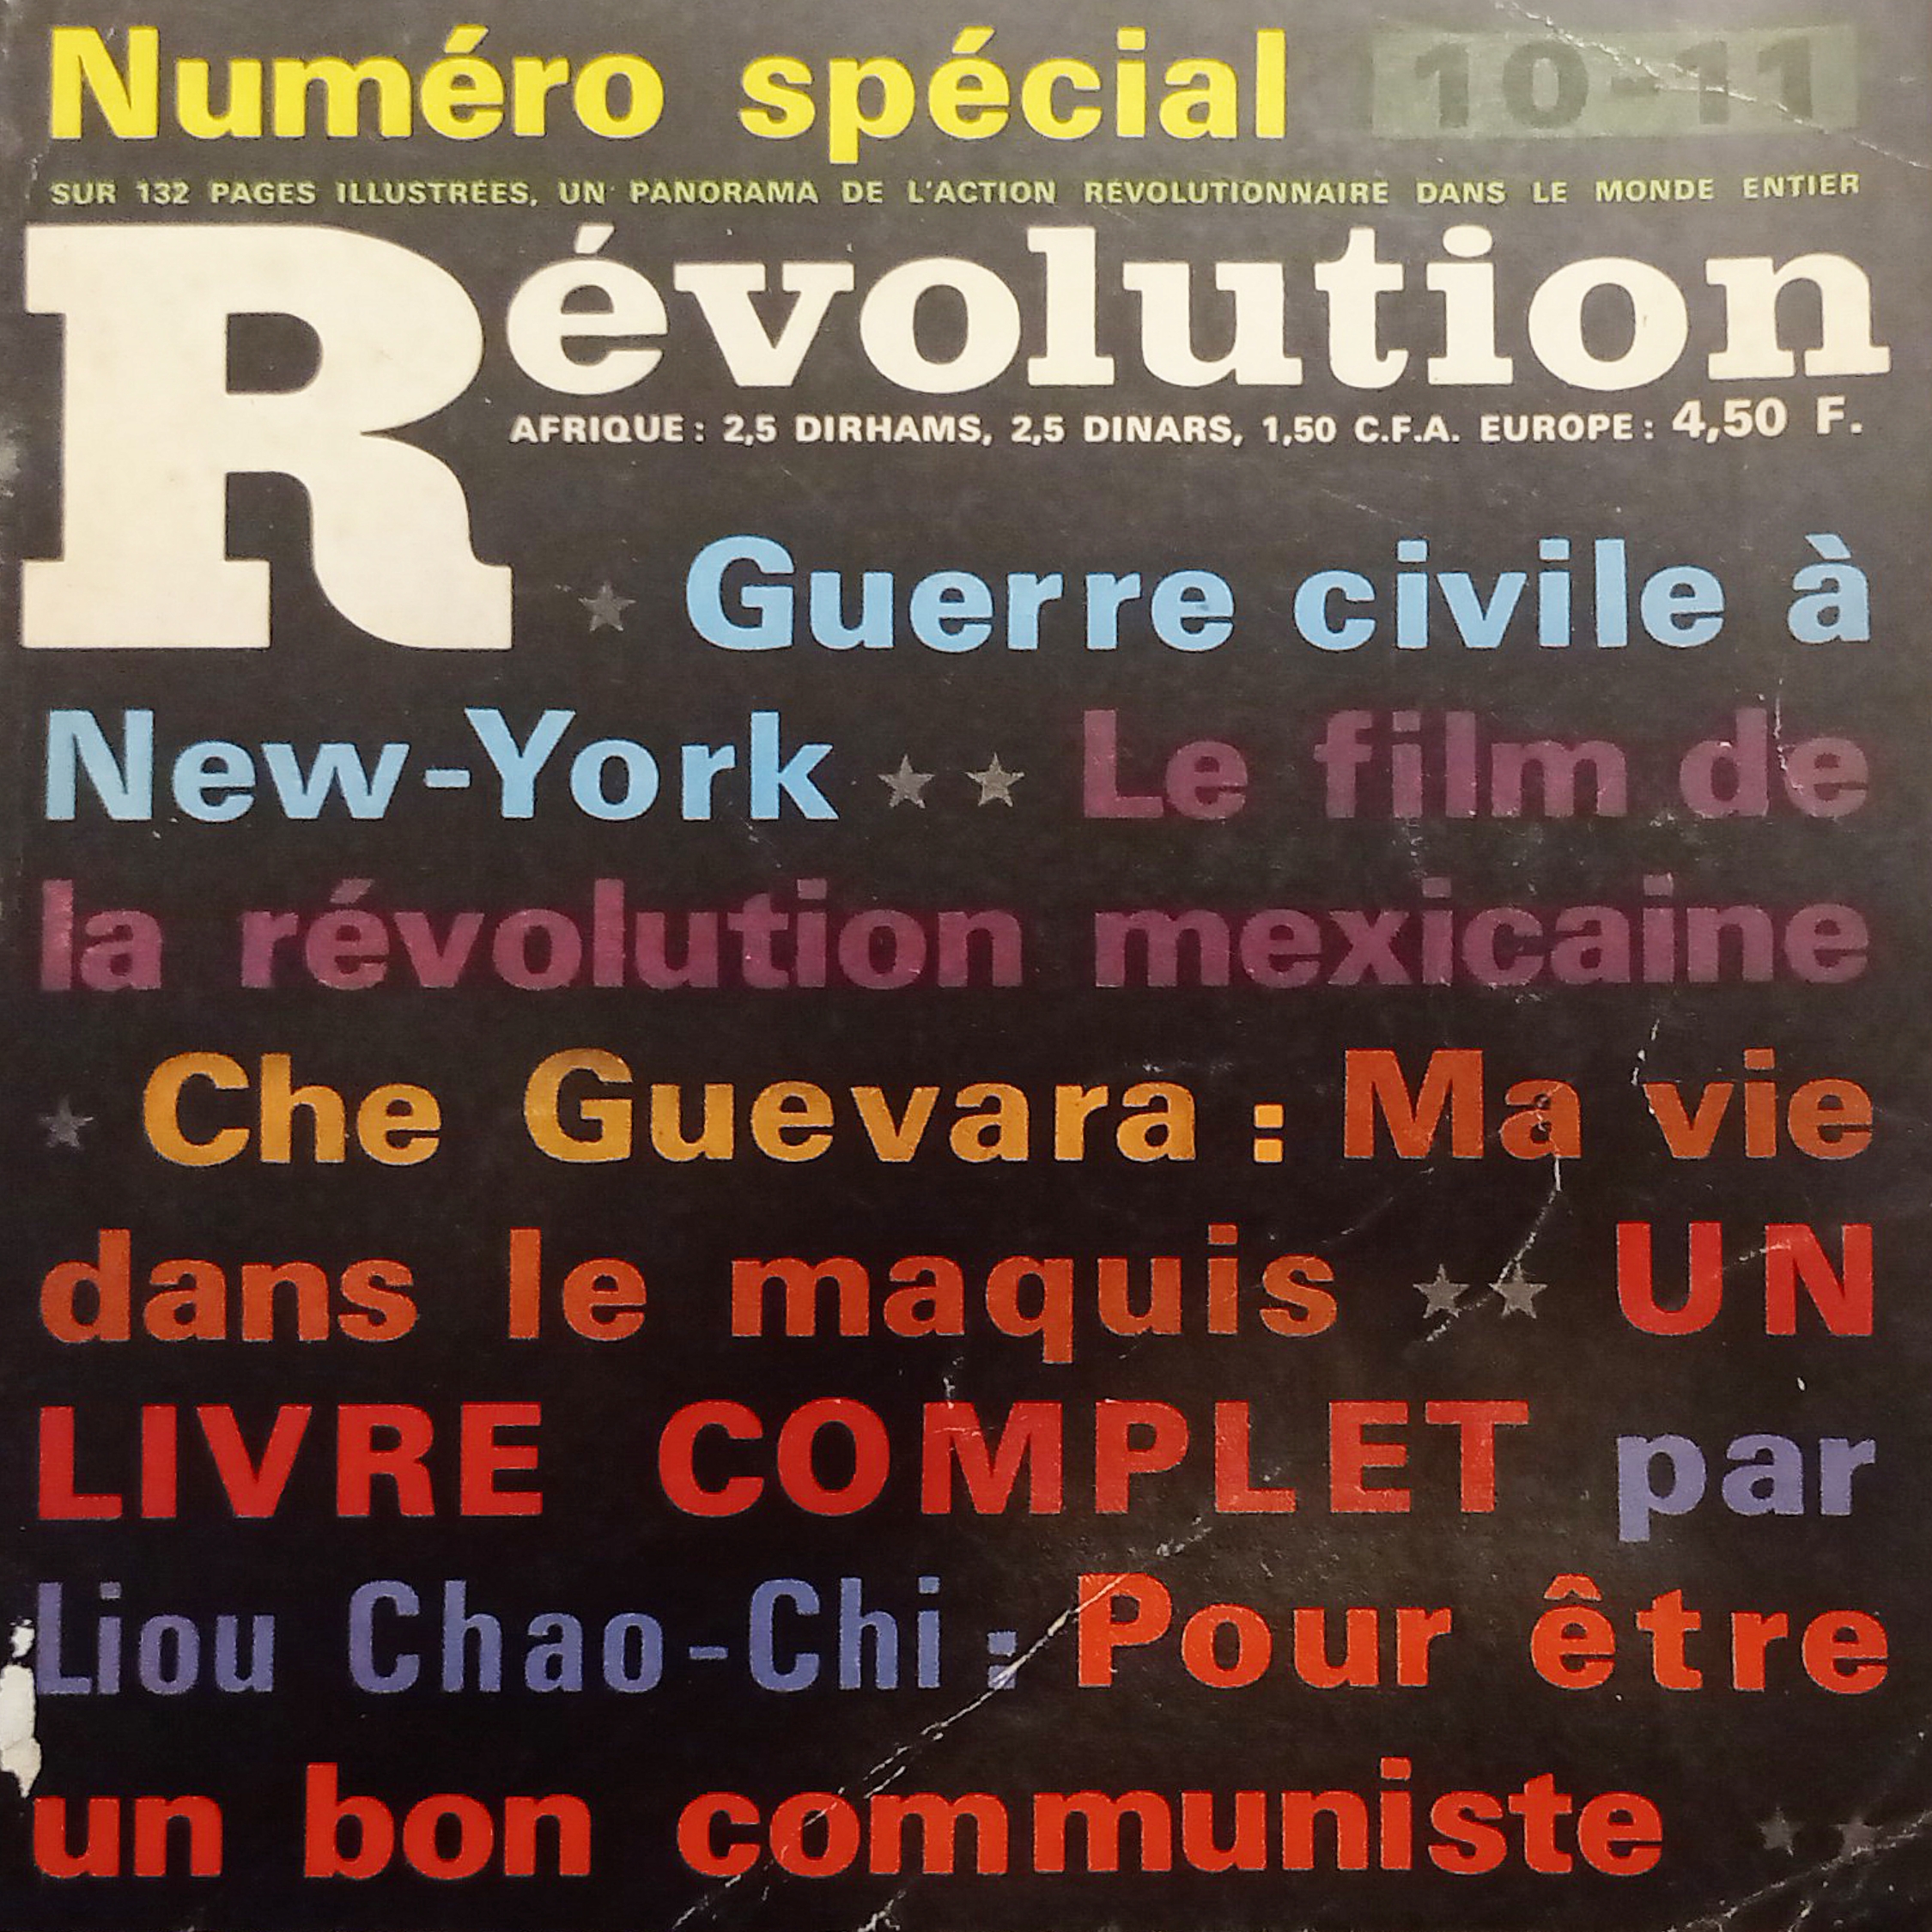 Numéro spécial 10-11
SUR 132 PAGES ILLUSTRÉES, UN PANORAMA DE L'ACTION RÉVOLUTIONNAIRE DANS LE MONDE ENTIER
Révolution
AFRIQUE : 2,5 DIRHAMS, 2,5 DINARS, 1,50 C.F.A. EUROPE : 4,50 F.
★ Guerre civile à
New-York ★ ★ Le film de
la révolution mexicaine
★ Che Guevara : Ma vie
dans le maquis ★ ★ UN
LIVRE COMPLET par
Liou Chao-Chi : Pour être
un bon communiste ★ ★